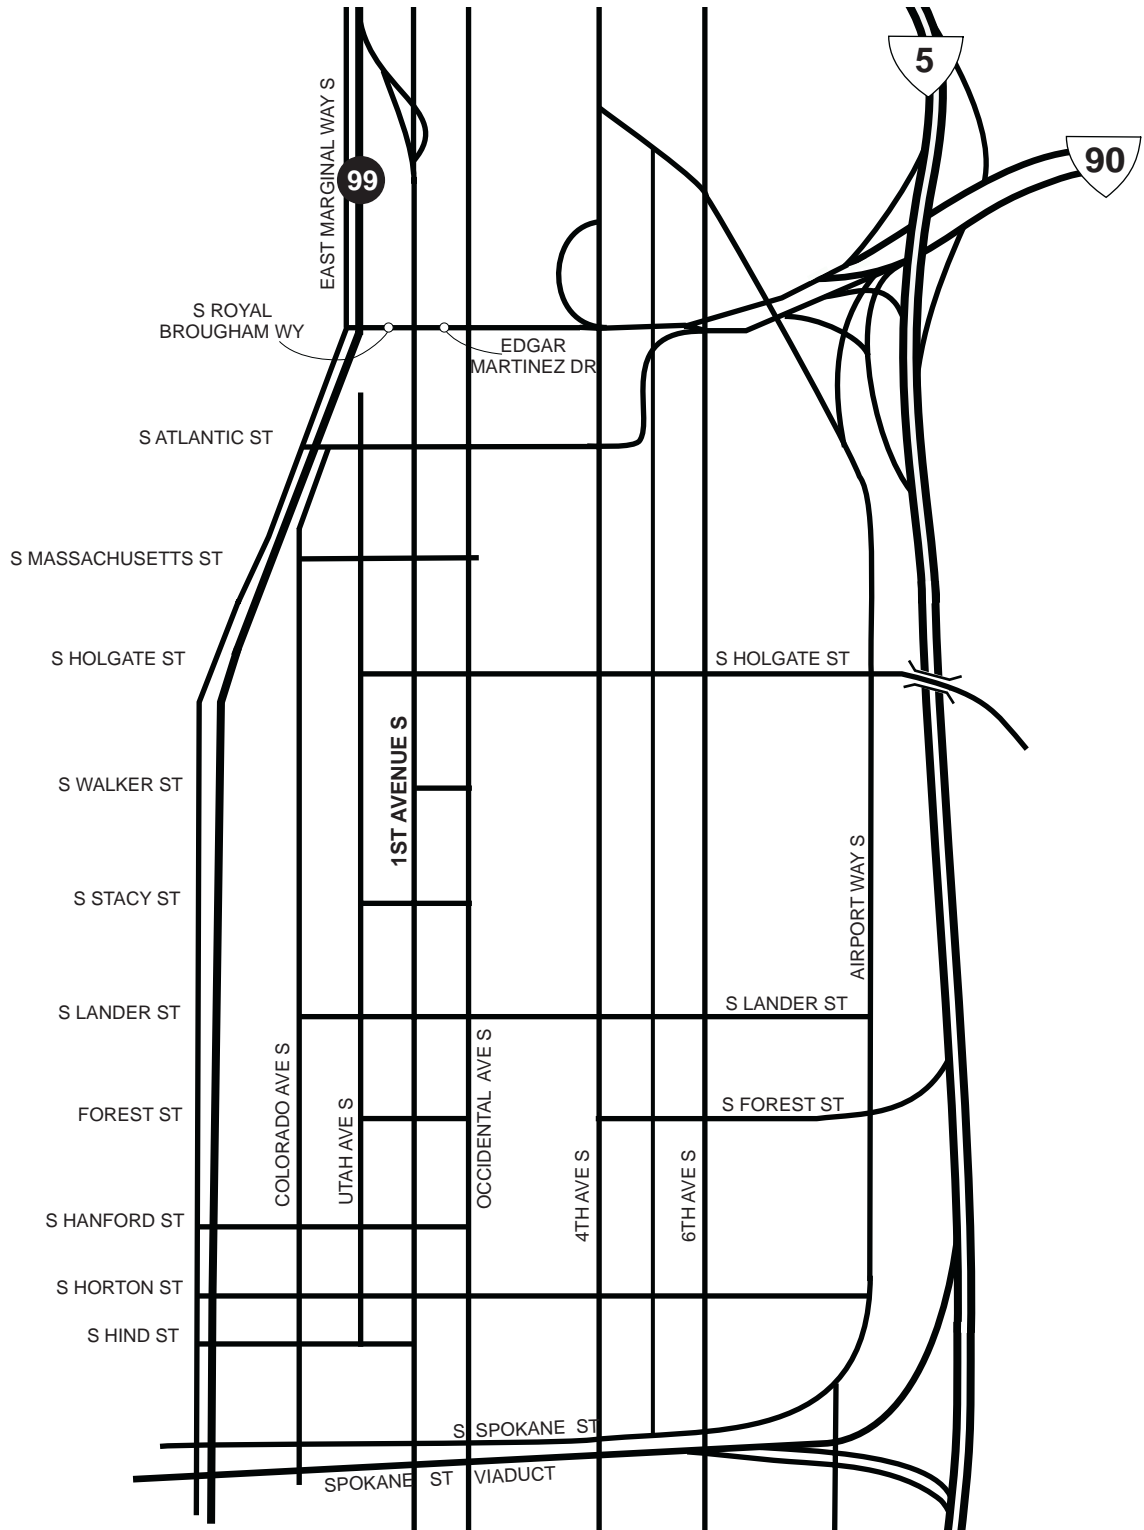 5
90
EAST MARGINAL WAY S
99
S ROYAL
BROUGHAM WY
EDGAR
MARTINEZ DR
S ATLANTIC ST
S MASSACHUSETTS ST
S HOLGATE ST
S HOLGATE ST
1ST AVENUE S
S WALKER ST
AIRPORT WAY S
S STACY ST
S LANDER ST
S LANDER ST
COLORADO AVE S
UTAH AVE S
OCCIDENTAL AVE S
FOREST ST
S FOREST ST
4TH AVE S
6TH AVE S
S HANFORD ST
S HORTON ST
S HIND ST
S SPOKANE ST
SPOKANE ST VIADUCT